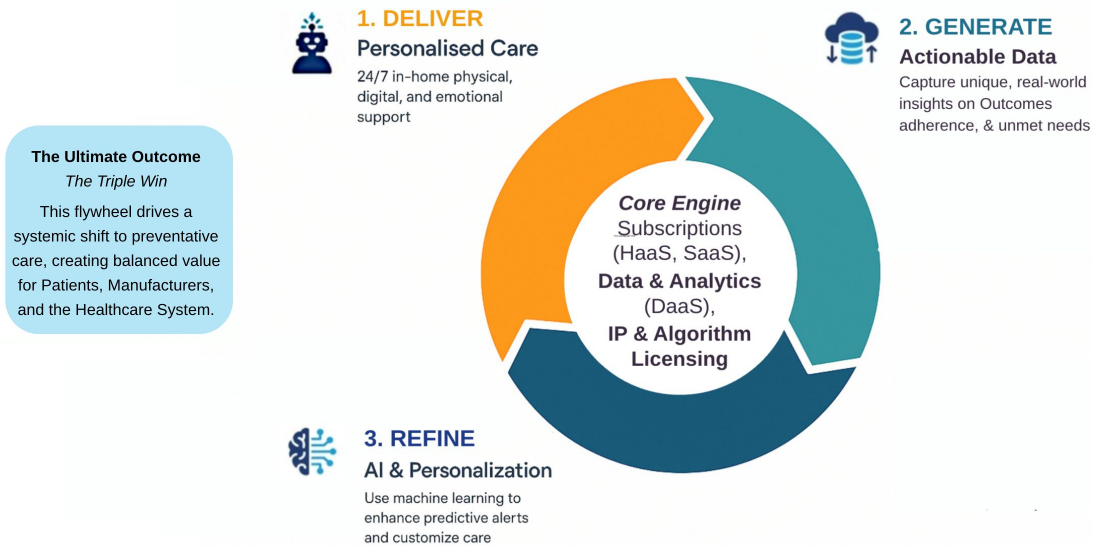 1. DELIVER
Personalised Care
24/7 in-home physical,
digital, and emotional
support
2. GENERATE
Actionable Data
Capture unique, real-world
insights on Outcomes
adherence, & unmet needs
The Ultimate Outcome
The Triple Win
This flywheel drives a
systemic shift to preventative
care, creating balanced value
for Patients, Manufacturers,
and the Healthcare System.
Core Engine
Subscriptions
(HaaS, SaaS),
Data & Analytics
(DaaS),
IP & Algorithm
Licensing
3. REFINE
AI & Personalization
Use machine learning to
enhance predictive alerts
and customize care